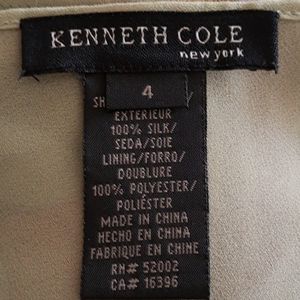 KENNETH COLE
new york
4
SH
EXTERIEUR
100% SILK/
SEDA/SOIE
LINING/FORRO/
DOUBLURE
100% POLYESTER/
POLIÉSTER
MADE IN CHINA
HECHO EN CHINA
FABRIQUE EN CHINE
RN# 52002
CA# 16396